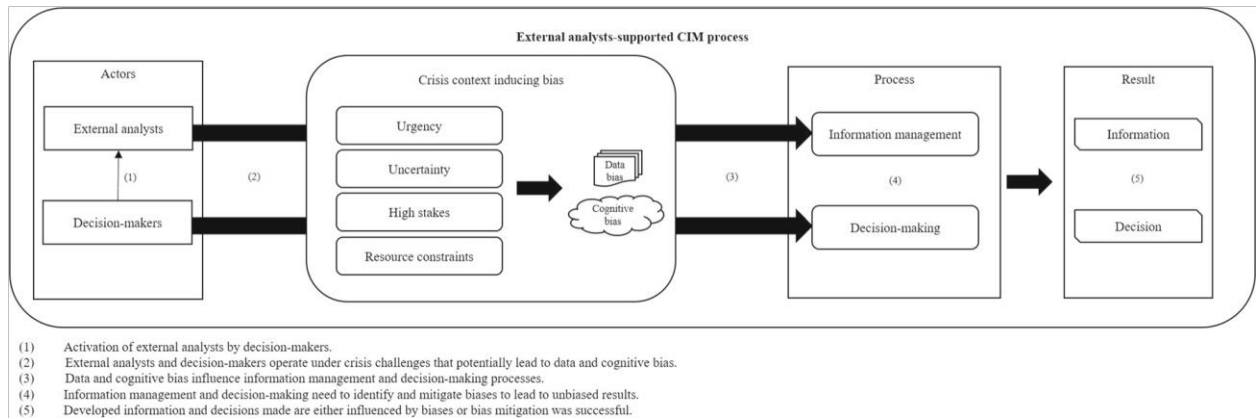 External analysts-supported CIM process
Actors
External analysts
(1)
Decision-makers
(2)
Crisis context inducing bias
Urgency
Uncertainty
High stakes
Resource constraints
Data
bias
Cognitive
bias
(3)
Process
Information management
(4)
Decision-making
Result
Information
(5)
Decision
(1) Activation of external analysts by decision-makers.
(2) External analysts and decision-makers operate under crisis challenges that potentially lead to data and cognitive bias.
(3) Data and cognitive bias influence information management and decision-making processes.
(4) Information management and decision-making need to identify and mitigate biases to lead to unbiased results.
(5) Developed information and decisions made are either influenced by biases or bias mitigation was successful.